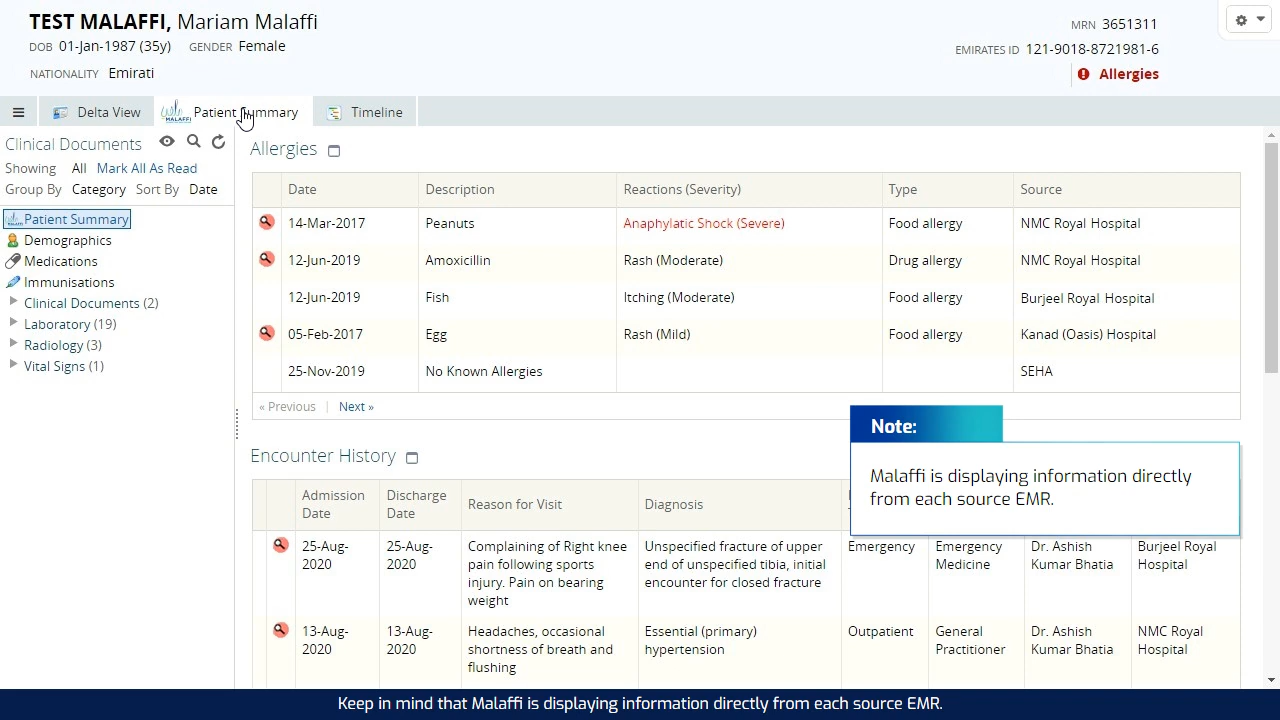 TEST MALAFFI, Mariam Malaffi
DOB 01-Jan-1987 (35y) GENDER Female
NATIONALITY Emirati
MRN 3651311
EMIRATES ID 121-9018-8721981-6
Allergies
Delta View
MALAFFI Patient Summary
Timeline
Clinical Documents
Showing All Mark All As Read
Group By Category Sort By Date
Patient Summary
Demographics
Medications
Immunisations
Clinical Documents (2)
Laboratory (19)
Radiology (3)
Vital Signs (1)
Allergies
Date Description Reactions (Severity) Type Source
14-Mar-2017 Peanuts Anaphylatic Shock (Severe) Food allergy NMC Royal Hospital
12-Jun-2019 Amoxicillin Rash (Moderate) Drug allergy NMC Royal Hospital
12-Jun-2019 Fish Itching (Moderate) Food allergy Burjeel Royal Hospital
05-Feb-2017 Egg Rash (Mild) Food allergy Kanad (Oasis) Hospital
25-Nov-2019 No Known Allergies SEHA
« Previous | Next »
Encounter History
Admission Date Discharge Date Reason for Visit Diagnosis
25-Aug- 25-Aug- Complaining of Right knee Unspecified fracture of upper Emergency Emergency Dr. Ashish Burjeel Royal
2020 2020 pain following sports end of unspecified tibia, initial Medicine Kumar Bhatia Hospital
injury. Pain on bearing encounter for closed fracture
weight
13-Aug- 13-Aug- Headaches, occasional Essential (primary) Outpatient General Dr. Ashish NMC Royal
2020 2020 shortness of breath and hypertension Practitioner Kumar Bhatia Hospital
flushing
Note:
Malaffi is displaying information directly
from each source EMR.
Keep in mind that Malaffi is displaying information directly from each source EMR.